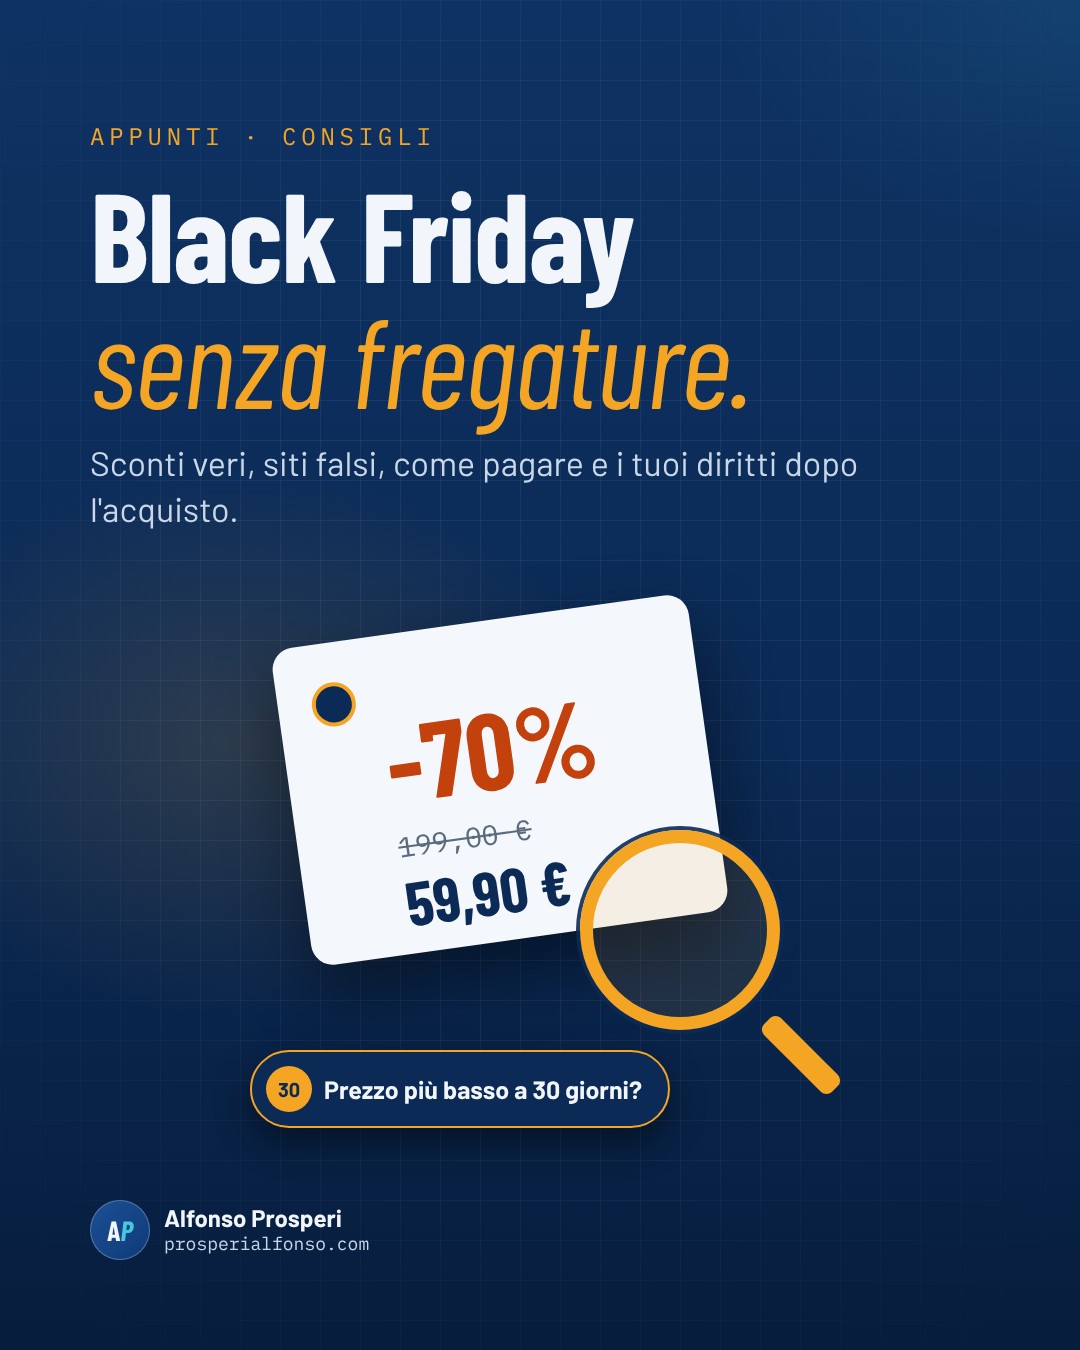 APPUNTI · CONSIGLI
Black Friday
senza fregature.
Sconti veri, siti falsi, come pagare e i tuoi diritti dopo
l'acquisto.
-70%
199,00 €
59,90 €
30 Prezzo più basso a 30 giorni?
AP
Alfonso Prosperi
prosperialfonso.com